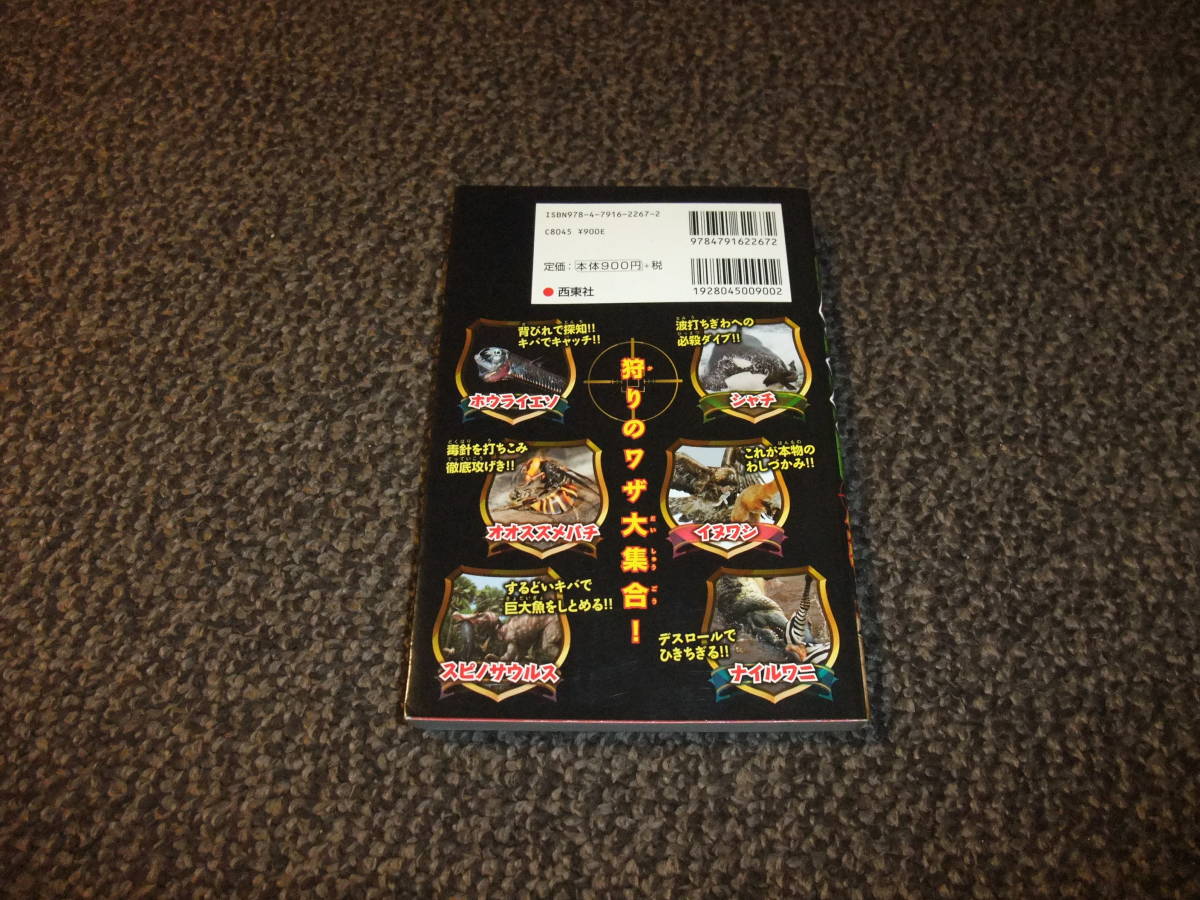 ISBN978-4-7916-2267-2
C8045 ¥900E
定価：本体900円+税
西東社
9784791622672
1928045009002
背びれで探知!!
キバでキャッチ!!
ホウライエソ
波打ちぎわへの
必殺ダイブ!!
シャチ
狩りのワザ大集合！
毒針を打ちこみ
徹底攻げき!!
オオスズメバチ
これが本物の
わしづかみ!!
イヌワシ
するどいキバで
巨大魚をしとめる!!
スピノサウルス
デスロールで
ひきちぎる!!
ナイルワニ